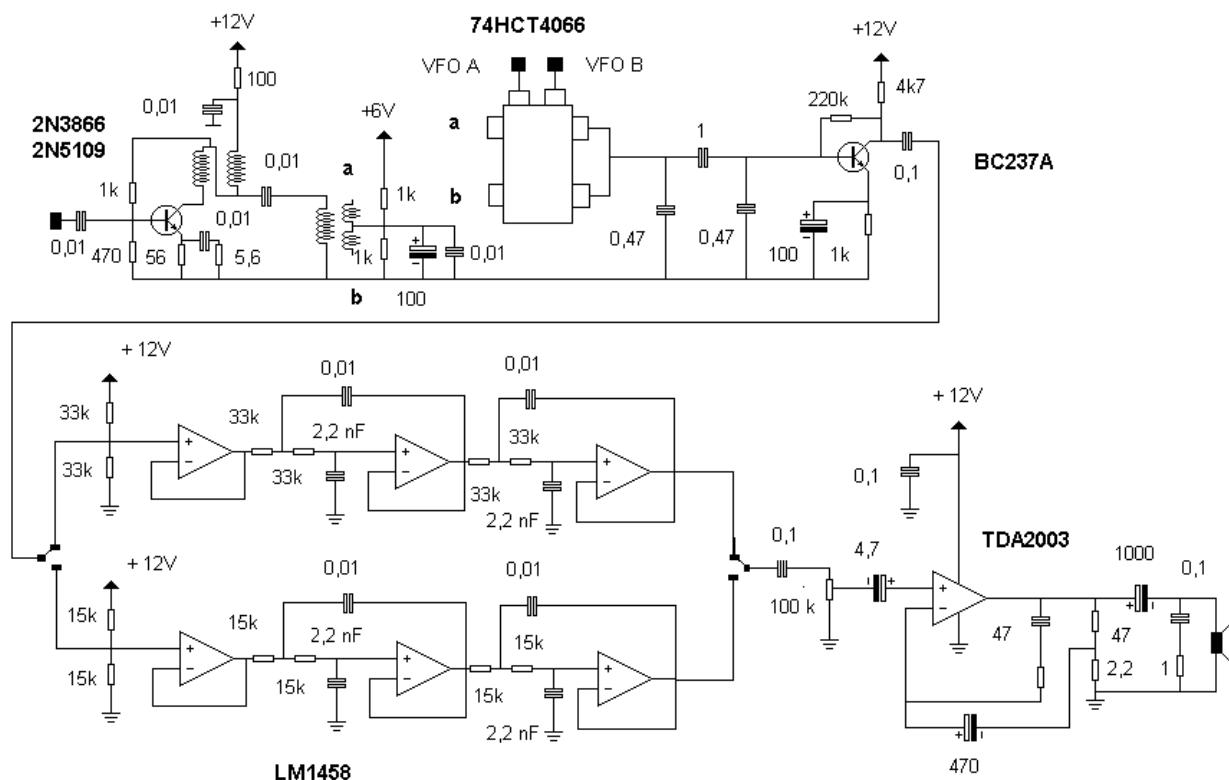 74HCT4066
+12V
+12V
VFO A
VFO B
100
4k7
0,01
220k
+6V
2N3866
2N5109
a
1
0,01
a
BC237A
0,1
1k
1k
b
0,01
0,47
0,47
0,01
470
56
5,6
1k
0,01
100
1k
b
100
+ 12V
0,01
0,01
+ 12V
33k
33k
2,2 nF
33k
33k
33k
33k
2,2 nF
0,1
TDA2003
0,1
4,7
1000
0,1
+ 12V
0,01
0,01
100 k
15k
15k
2,2 nF
15k
47
47
15k
15k
15k
2,2
1
2,2 nF
470
LM1458